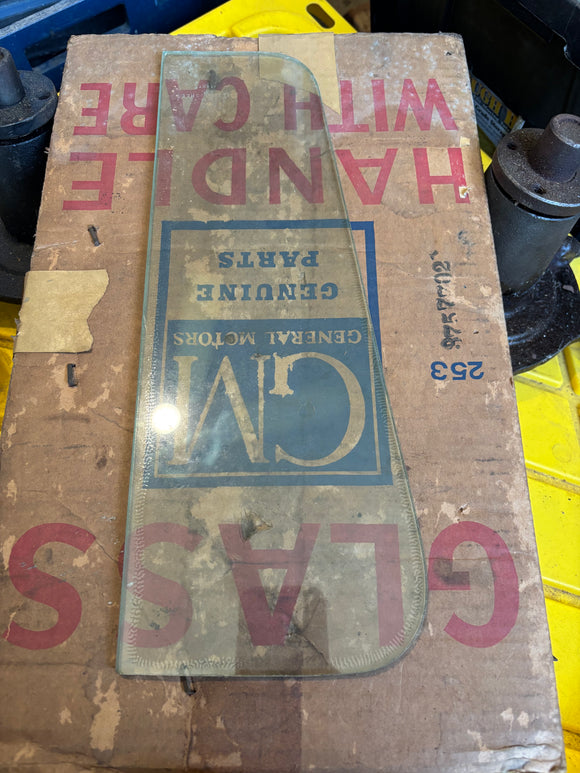 GLASS
GM
GENERAL MOTORS
253
GENUINE
PARTS
HANDLE
WITH CARE